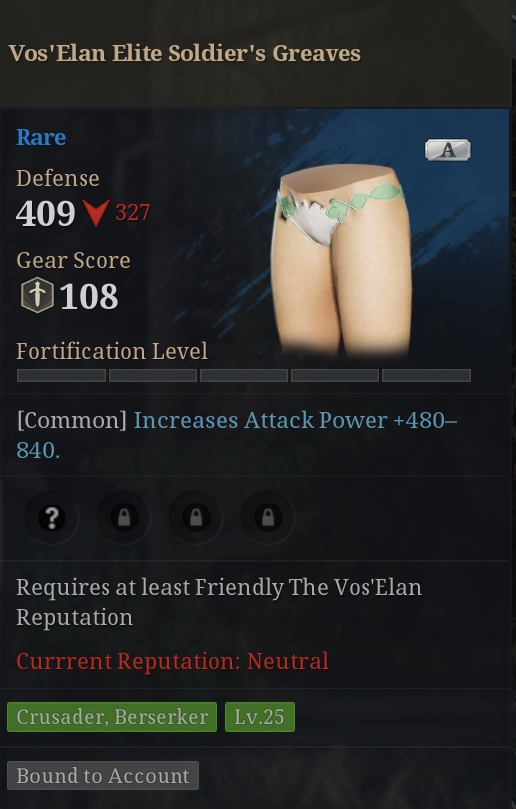 Vos'Elan Elite Soldier's Greaves
Rare
A
Defense
409 327
Gear Score
108
Fortification Level
[Common] Increases Attack Power +480–
840.
?
Requires at least Friendly The Vos'Elan
Reputation
Currrent Reputation: Neutral
Crusader, Berserker Lv.25
Bound to Account